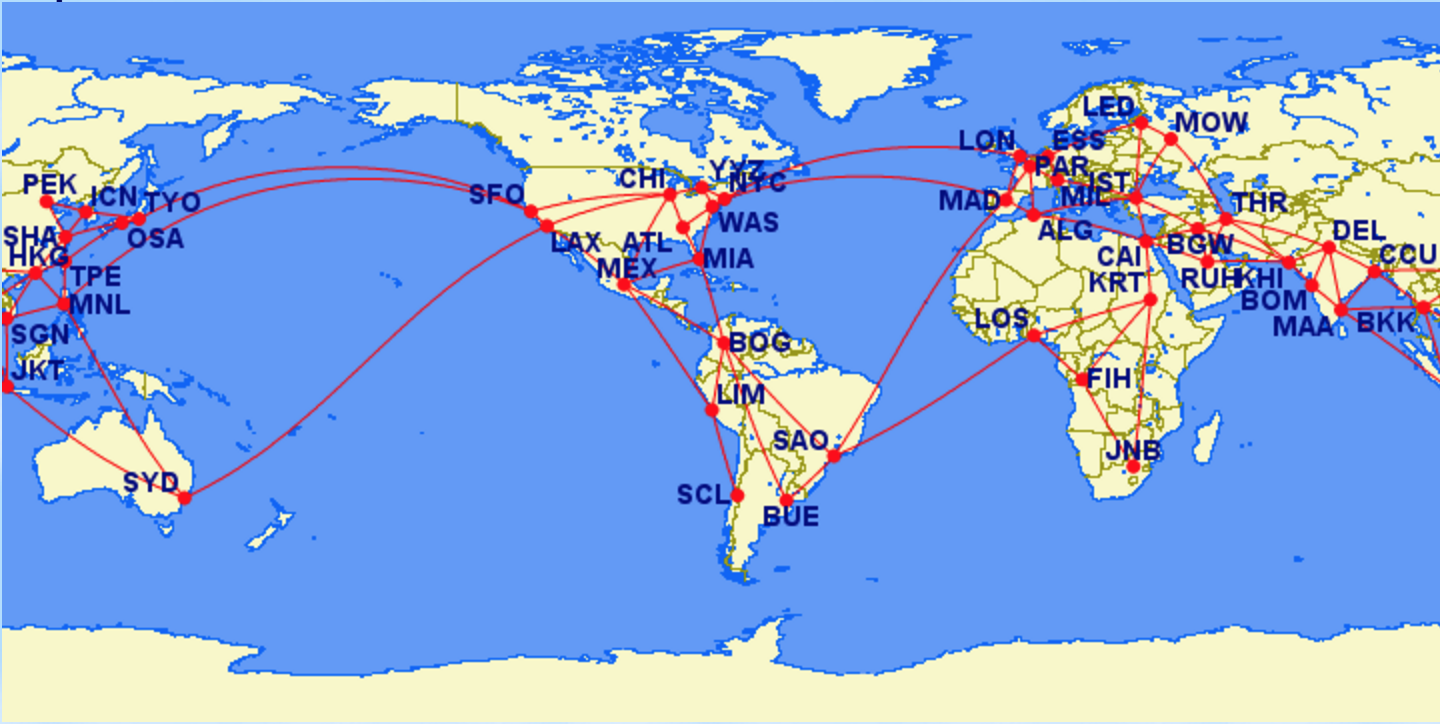 LED
MOW
LON
ESS
PAR
YYZ
CHI
NYC
PEK
ICN
TYO
SFO
MAD
MIL
IST
THR
SHA
OSA
LAX
ATL
WAS
ALG
BGW
DEL
HKG
TPE
MEX
MIA
CAI
RUH
KHI
CCU
MNL
KRT
BOM
SGN
LOS
MAA
BKK
BOG
JKT
LIM
FIH
SAO
JNB
SYD
SCL
BUE